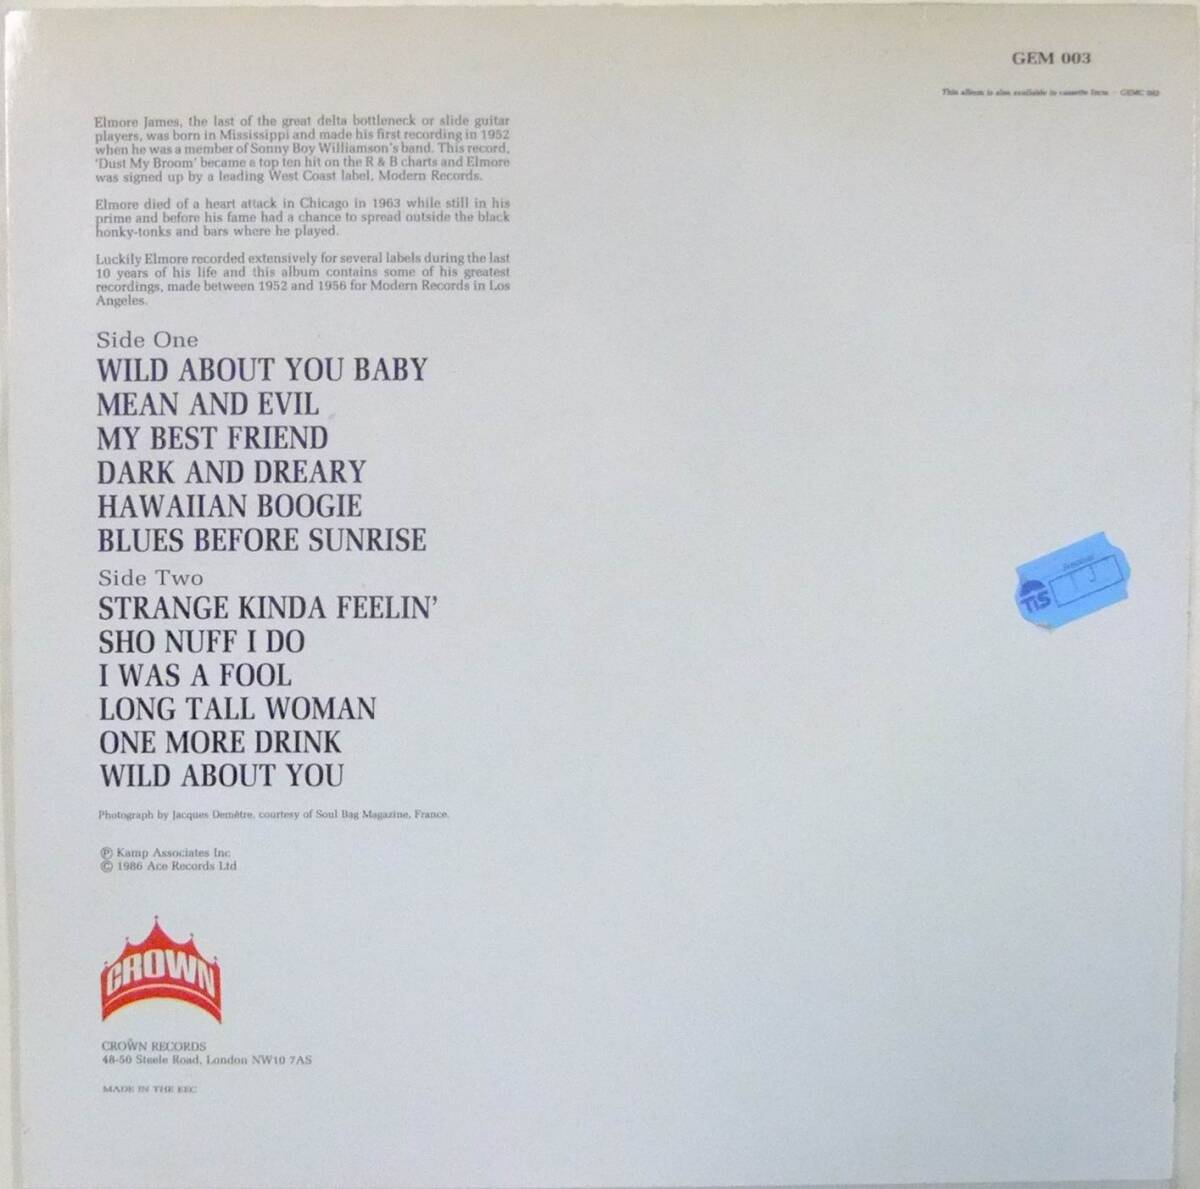 GEM 003
This album is also available in cassette form - GEMC 003
Elmore James, the last of the great delta bottleneck or slide guitar
players, was born in Mississippi and made his first recording in 1952
when he was a member of Sonny Boy Williamson's band. This record,
'Dust My Broom' became a top ten hit on the R & B charts and Elmore
was signed up by a leading West Coast label, Modern Records.
Elmore died of a heart attack in Chicago in 1963 while still in his
prime and before his fame had a chance to spread outside the black
honky-tonks and bars where he played.
Luckily Elmore recorded extensively for several labels during the last
10 years of his life and this album contains some of his greatest
recordings, made between 1952 and 1956 for Modern Records in Los
Angeles.
Side One
WILD ABOUT YOU BABY
MEAN AND EVIL
MY BEST FRIEND
DARK AND DREARY
HAWAIIAN BOOGIE
BLUES BEFORE SUNRISE
Side Two
STRANGE KINDA FEELIN'
SHO NUFF I DO
I WAS A FOOL
LONG TALL WOMAN
ONE MORE DRINK
WILD ABOUT YOU
TIS
Photograph by Jacques Demêtre, courtesy of Soul Bag Magazine, France.
Ⓟ Kamp Associates Inc
© 1986 Ace Records Ltd
CROWN
CROWN RECORDS
48-50 Steele Road, London NW10 7AS
MADE IN THE EEC